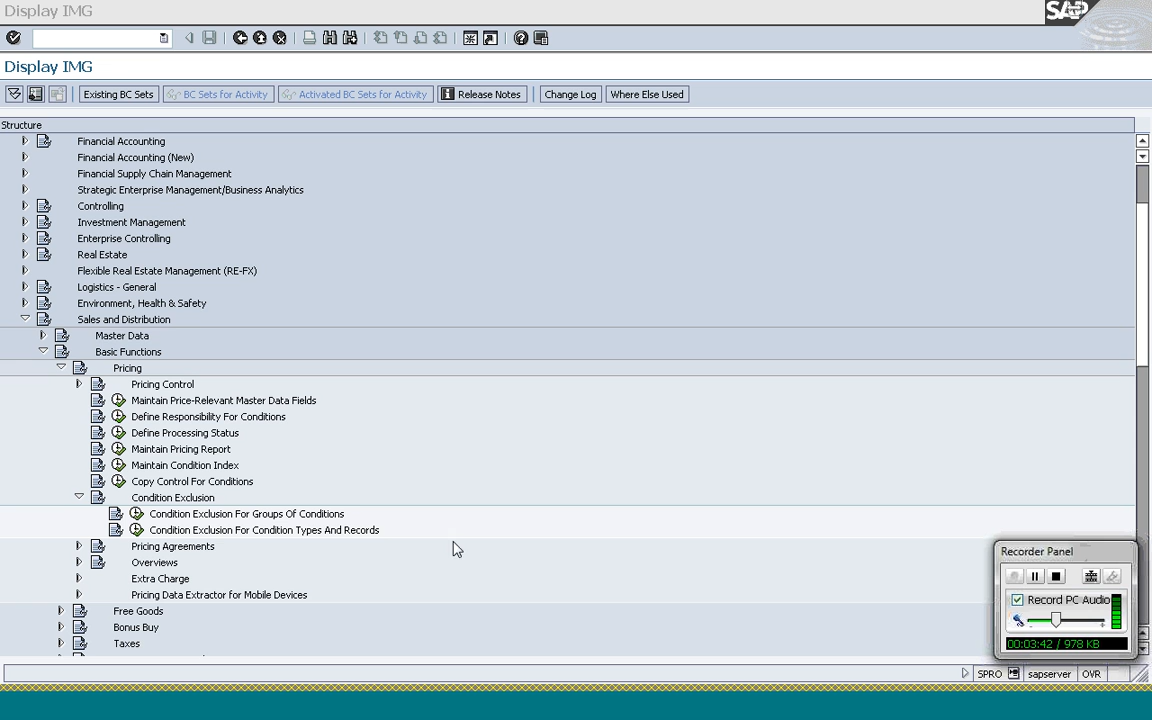 Display IMG
SAP
Display IMG
Existing BC Sets
BC Sets for Activity
Activated BC Sets for Activity
Release Notes
Change Log
Where Else Used
Structure
Financial Accounting
Financial Accounting (New)
Financial Supply Chain Management
Strategic Enterprise Management/Business Analytics
Controlling
Investment Management
Enterprise Controlling
Real Estate
Flexible Real Estate Management (RE-FX)
Logistics - General
Environment, Health & Safety
Sales and Distribution
Master Data
Basic Functions
Pricing
Pricing Control
Maintain Price-Relevant Master Data Fields
Define Responsibility For Conditions
Define Processing Status
Maintain Pricing Report
Maintain Condition Index
Copy Control For Conditions
Condition Exclusion
Condition Exclusion For Groups Of Conditions
Condition Exclusion For Condition Types And Records
Pricing Agreements
Overviews
Extra Charge
Pricing Data Extractor for Mobile Devices
Free Goods
Bonus Buy
Taxes
Recorder Panel
Record PC Audio
00:03:42 / 978 KB
SPRO
sapserver
OVR